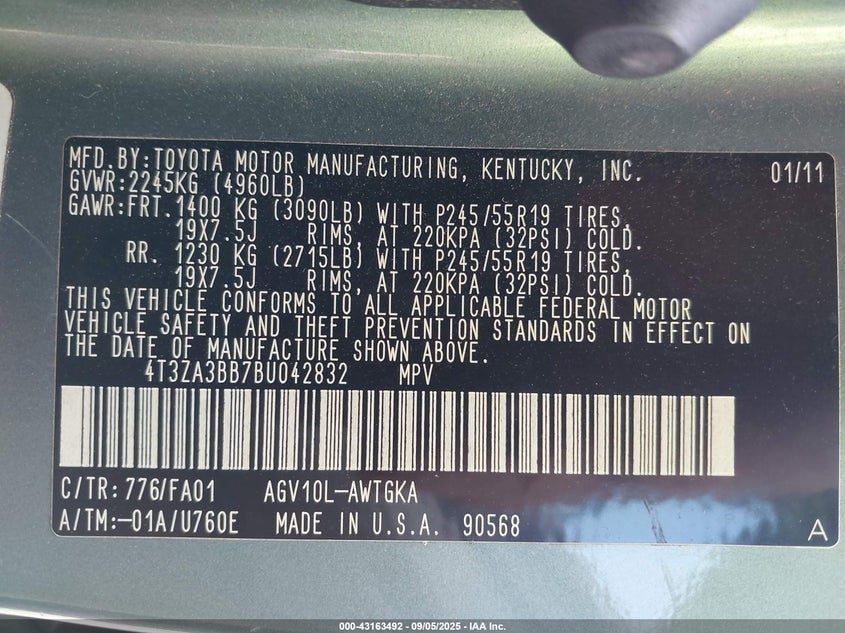 MFD.BY:TOYOTA MOTOR MANUFACTURING, KENTUCKY, INC. 01/11
GVWR:2245KG (4960LB)
GAWR:FRT. 1400 KG (3090LB) WITH P245/55R19 TIRES,
19X7.5J RIMS, AT 220KPA (32PSI) COLD.
RR. 1230 KG (2715LB) WITH P245/55R19 TIRES,
19X7.5J RIMS, AT 220KPA (32PSI) COLD.
THIS VEHICLE CONFORMS TO ALL APPLICABLE FEDERAL MOTOR
VEHICLE SAFETY AND THEFT PREVENTION STANDARDS IN EFFECT ON
THE DATE OF MANUFACTURE SHOWN ABOVE.
4T3ZA3BB7BU042832 MPV
C/TR:776/FA01 AGV10L-AWTGKA
A/TM:-01A/U760E MADE IN U.S.A. 90568 A
000-43163492 - 09/05/2025 - IAA Inc.